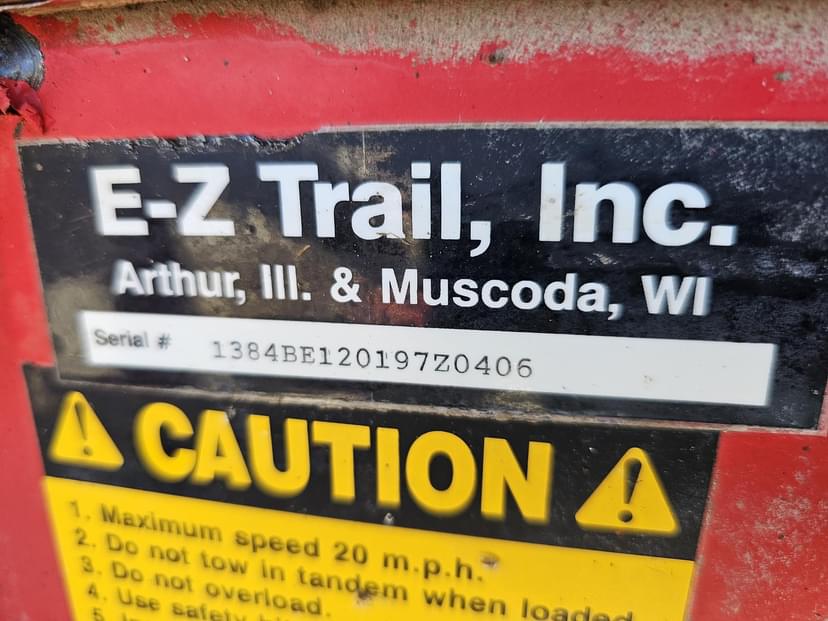 E-Z Trail, Inc.
Arthur, Ill. & Muscoda, WI
Serial # 1384BE120197Z0406
CAUTION
1. Maximum speed 20 m.p.h.
2. Do not tow in tandem when loaded.
3. Do not overload.
4. Use safety
5.